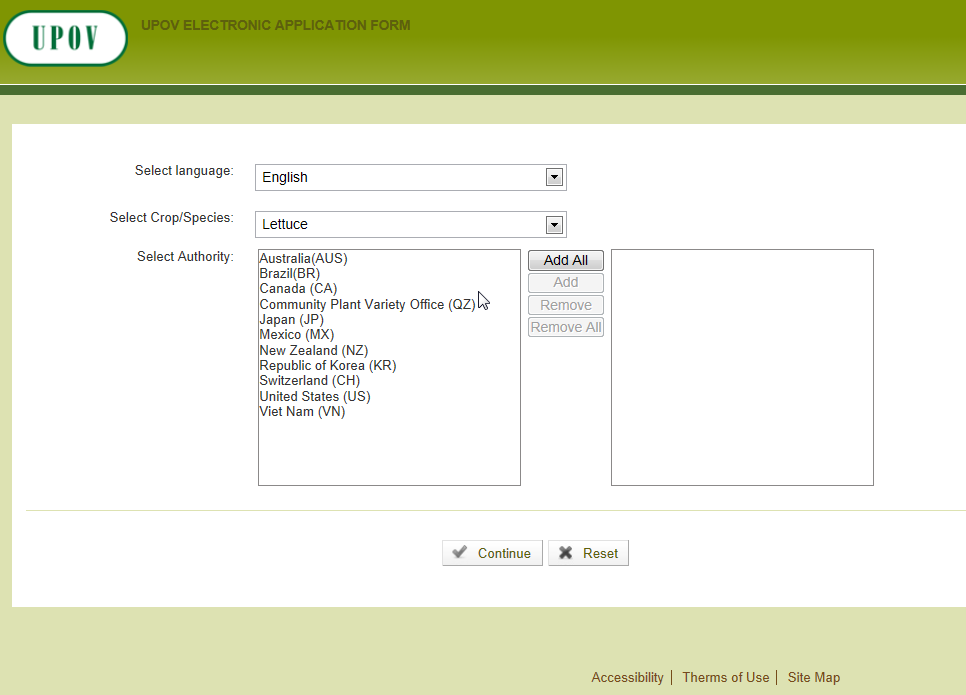 UPOV
UPOV ELECTRONIC APPLICATION FORM
Select language:
English
Select Crop/Species:
Lettuce
Select Authority:
Australia(AUS)
Brazil(BR)
Canada (CA)
Community Plant Variety Office (QZ)
Japan (JP)
Mexico (MX)
New Zealand (NZ)
Republic of Korea (KR)
Switzerland (CH)
United States (US)
Viet Nam (VN)
Add All
Add
Remove
Remove All
Continue
Reset
Accessibility | Therms of Use | Site Map